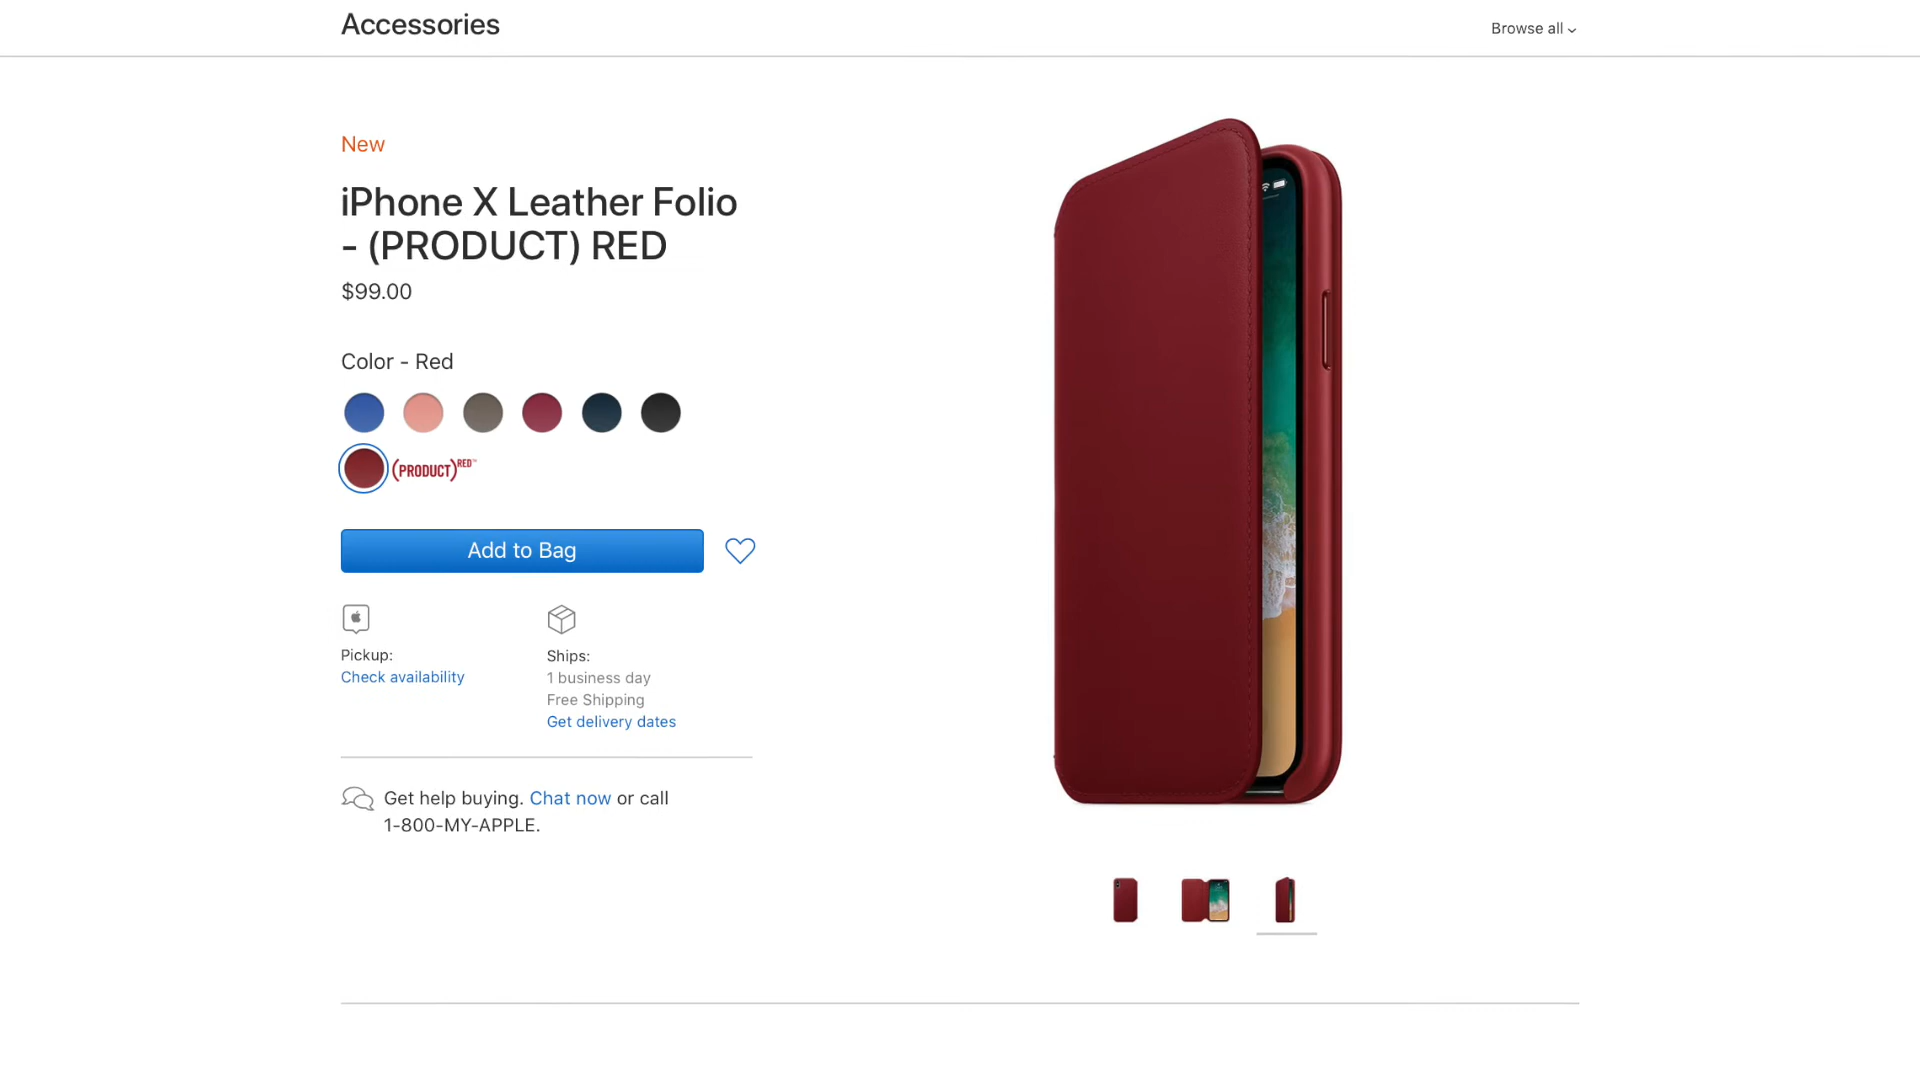 Accessories
Browse all
New
iPhone X Leather Folio
- (PRODUCT) RED
$99.00
Color - Red
(PRODUCT)RED™
Add to Bag
Pickup:
Check availability
Ships:
1 business day
Free Shipping
Get delivery dates
Get help buying. Chat now or call
1-800-MY-APPLE.